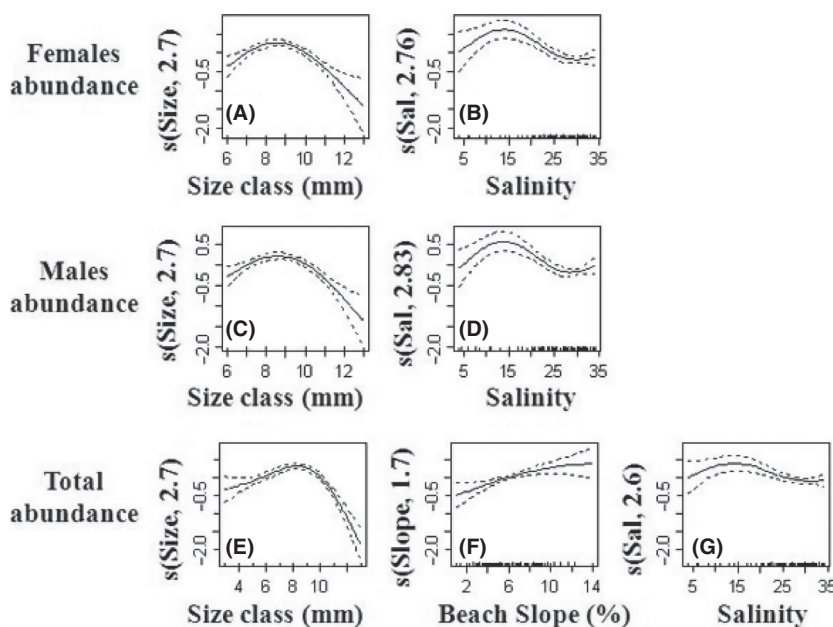 Females
abundance
s(Size, 2.7)
-0.5
-2.0
(A)
6 8 10 12
Size class (mm)
s(Sal, 2.76)
-0.5
-2.0
(B)
5 15 25 35
Salinity
Males
abundance
s(Size, 2.7)
0.5
-0.5
-2.0
(C)
6 8 10 12
Size class (mm)
s(Sal, 2.83)
0.5
-0.5
-2.0
(D)
5 15 25 35
Salinity
Total
abundance
s(Size, 2.7)
-0.5
-2.0
(E)
4 6 8 10
Size class (mm)
s(Slope, 1.7)
-0.5
-2.0
(F)
2 6 10 14
Beach Slope (%)
s(Sal, 2.6)
-0.5
-2.0
(G)
5 15 25 35
Salinity